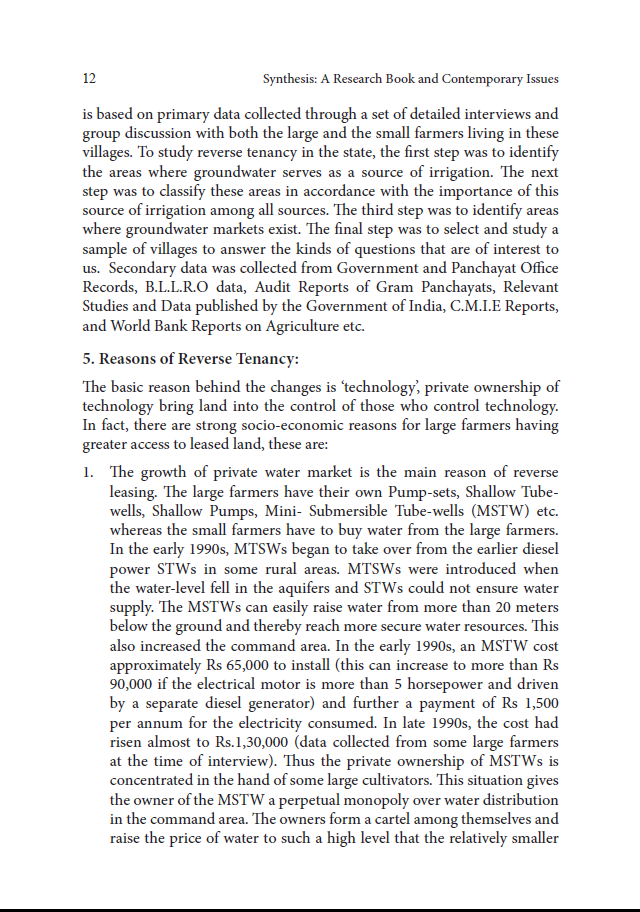 12 Synthesis: A Research Book and Contemporary Issues
is based on primary data collected through a set of detailed interviews and
group discussion with both the large and the small farmers living in these
villages. To study reverse tenancy in the state, the first step was to identify
the areas where groundwater serves as a source of irrigation. The next
step was to classify these areas in accordance with the importance of this
source of irrigation among all sources. The third step was to identify areas
where groundwater markets exist. The final step was to select and study a
sample of villages to answer the kinds of questions that are of interest to
us.  Secondary data was collected from Government and Panchayat Office
Records, B.L.L.R.O data, Audit Reports of Gram Panchayats, Relevant
Studies and Data published by the Government of India, C.M.I.E Reports,
and World Bank Reports on Agriculture etc.
5. Reasons of Reverse Tenancy:
The basic reason behind the changes is ‘technology’, private ownership of
technology bring land into the control of those who control technology.
In fact, there are strong socio-economic reasons for large farmers having
greater access to leased land, these are:
1. The growth of private water market is the main reason of reverse
leasing. The large farmers have their own Pump-sets, Shallow Tube-
wells, Shallow Pumps, Mini- Submersible Tube-wells (MSTW) etc.
whereas the small farmers have to buy water from the large farmers.
In the early 1990s, MTSWs began to take over from the earlier diesel
power STWs in some rural areas. MTSWs were introduced when
the water-level fell in the aquifers and STWs could not ensure water
supply. The MSTWs can easily raise water from more than 20 meters
below the ground and thereby reach more secure water resources. This
also increased the command area. In the early 1990s, an MSTW cost
approximately Rs 65,000 to install (this can increase to more than Rs
90,000 if the electrical motor is more than 5 horsepower and driven
by a separate diesel generator) and further a payment of Rs 1,500
per annum for the electricity consumed. In late 1990s, the cost had
risen almost to Rs.1,30,000 (data collected from some large farmers
at the time of interview). Thus the private ownership of MSTWs is
concentrated in the hand of some large cultivators. This situation gives
the owner of the MSTW a perpetual monopoly over water distribution
in the command area. The owners form a cartel among themselves and
raise the price of water to such a high level that the relatively smaller